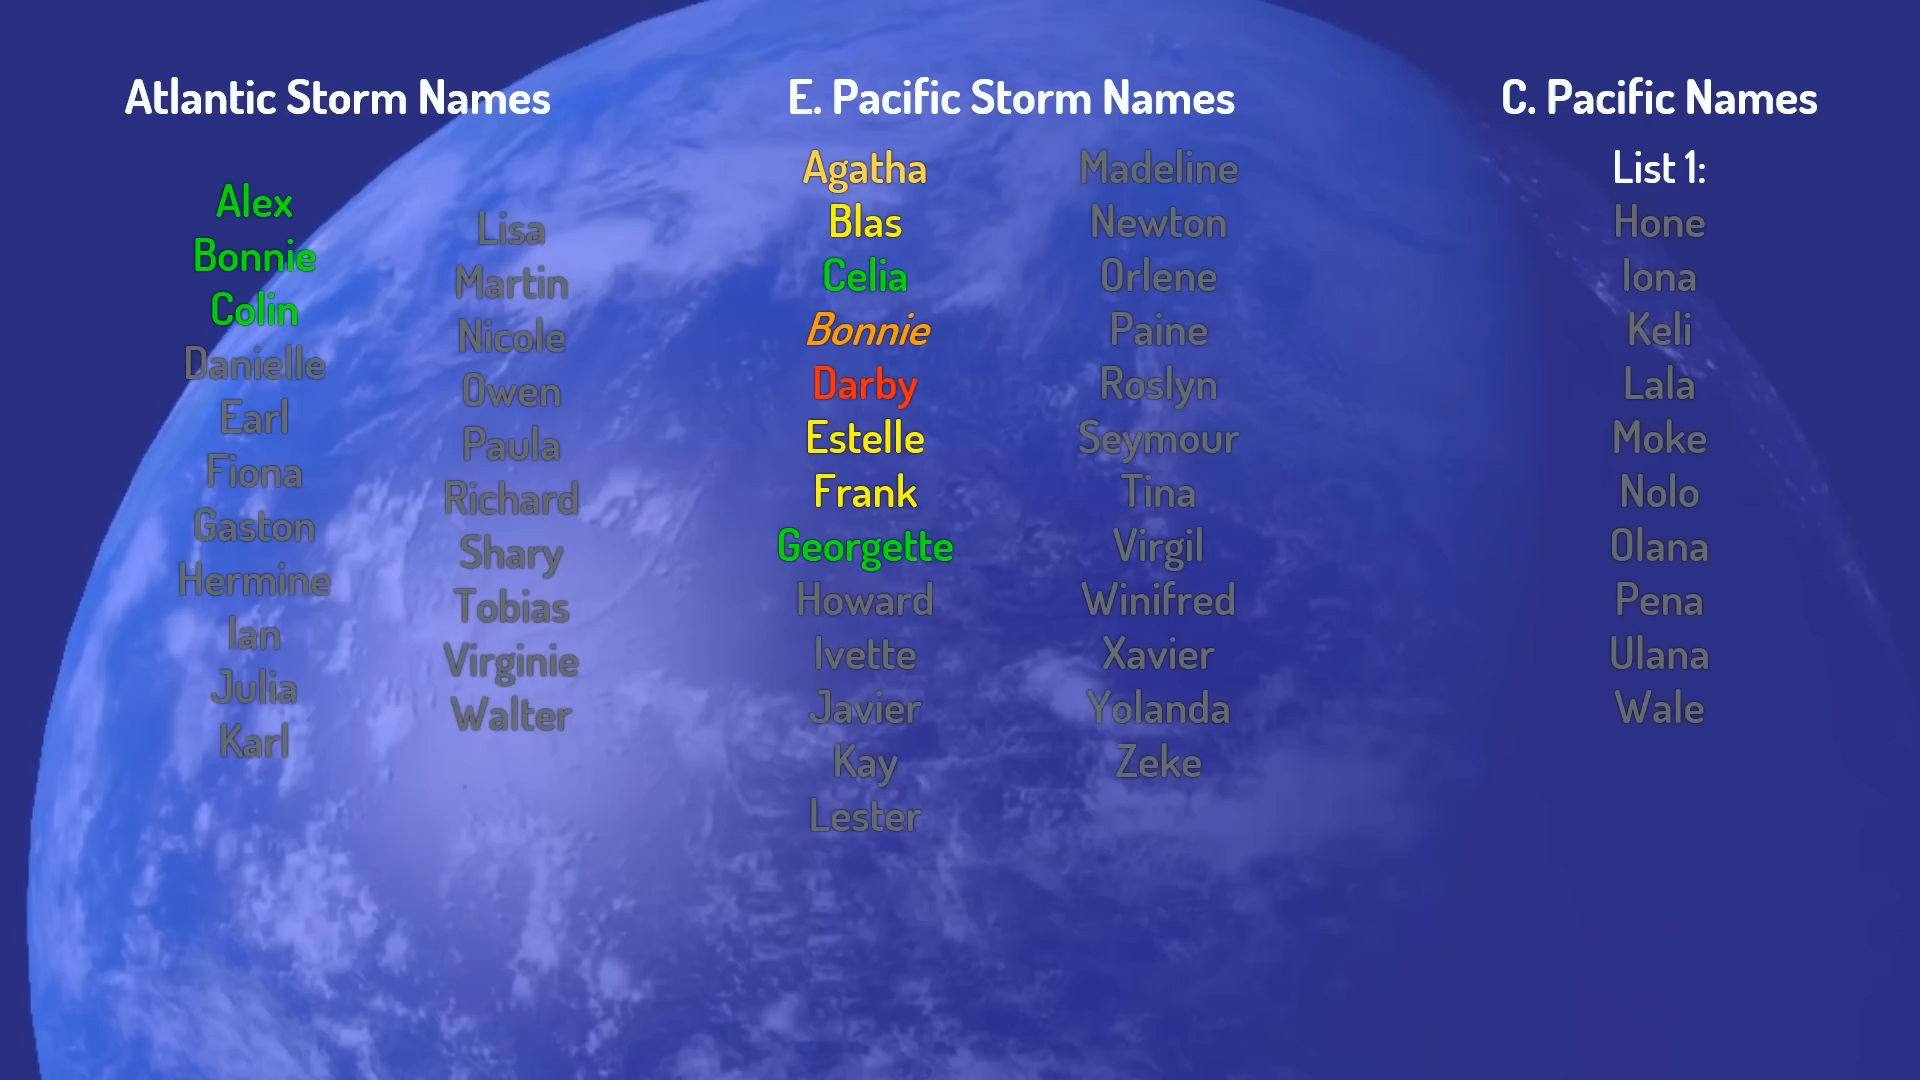 Atlantic Storm Names
Alex
Bonnie
Colin
Danielle
Earl
Fiona
Gaston
Hermine
Ian
Julia
Karl
Lisa
Martin
Nicole
Owen
Paula
Richard
Shary
Tobias
Virginie
Walter
E. Pacific Storm Names
Agatha
Blas
Celia
Bonnie
Darby
Estelle
Frank
Georgette
Howard
Ivette
Javier
Kay
Lester
Madeline
Newton
Orlene
Paine
Roslyn
Seymour
Tina
Virgil
Winifred
Xavier
Yolanda
Zeke
C. Pacific Names
List 1:
Hone
Iona
Keli
Lala
Moke
Nolo
Olana
Pena
Ulana
Wale